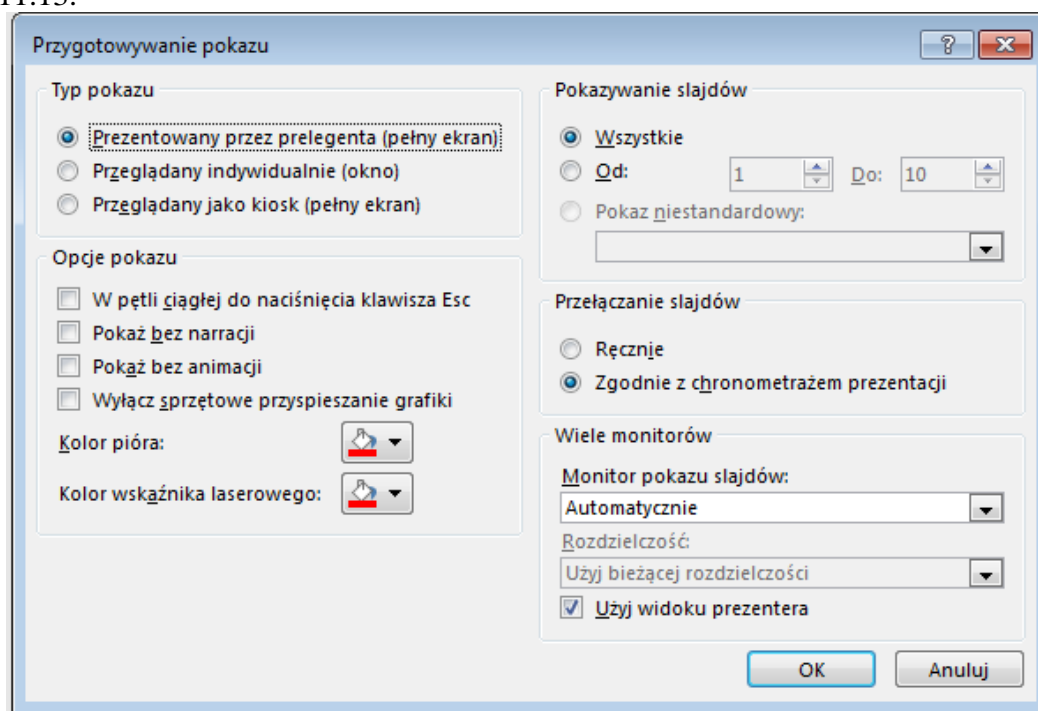 11.13.
Przygotowywanie pokazu
Typ pokazu
Prezentowany przez prelegenta (pełny ekran)
Przeglądany indywidualnie (okno)
Przeglądany jako kiosk (pełny ekran)
Opcje pokazu
W pętli ciągłej do naciśnięcia klawisza Esc
Pokaż bez narracji
Pokaż bez animacji
Wyłącz sprzętowe przyspieszanie grafiki
Kolor pióra:
Kolor wskaźnika laserowego:
Pokazywanie slajdów
Wszystkie
Od: 1 Do: 10
Pokaz niestandardowy:
Przełączanie slajdów
Ręcznie
Zgodnie z chronometrażem prezentacji
Wiele monitorów
Monitor pokazu slajdów:
Automatycznie
Rozdzielczość:
Użyj bieżącej rozdzielczości
Użyj widoku prezentera
OK Anuluj